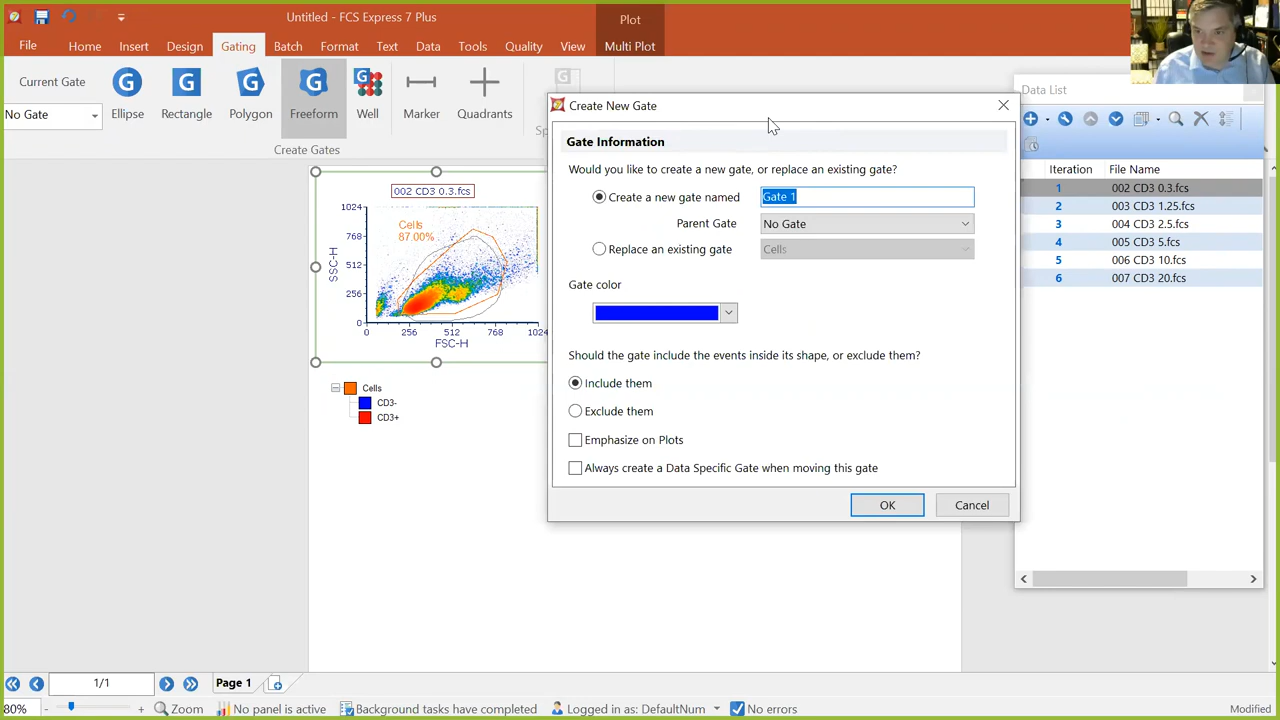 Untitled - FCS Express 7 Plus
Plot
File
Home
Insert
Design
Gating
Batch
Format
Text
Data
Tools
Quality
View
Multi Plot
Current Gate
No Gate
G
Ellipse
G
Rectangle
G
Polygon
G
Freeform
G
Well
Marker
Quadrants
G
Create Gates
Data List
Iteration File Name
1 002 CD3 0.3.fcs
2 003 CD3 1.25.fcs
3 004 CD3 2.5.fcs
4 005 CD3 5.fcs
5 006 CD3 10.fcs
6 007 CD3 20.fcs
Create New Gate
Gate Information
Would you like to create a new gate, or replace an existing gate?
Create a new gate named Gate 1
Parent Gate No Gate
Replace an existing gate Cells
Gate color
Should the gate include the events inside its shape, or exclude them?
Include them
Exclude them
Emphasize on Plots
Always create a Data Specific Gate when moving this gate
OK Cancel
002 CD3 0.3.fcs
Cells
87.00%
1024
768
512
256
0
SSC-H
0 256 512 768 1024
FSC-H
Cells
CD3-
CD3+
1/1
Page 1
80% - + Zoom No panel is active Background tasks have completed Logged in as: DefaultNum No errors Modified